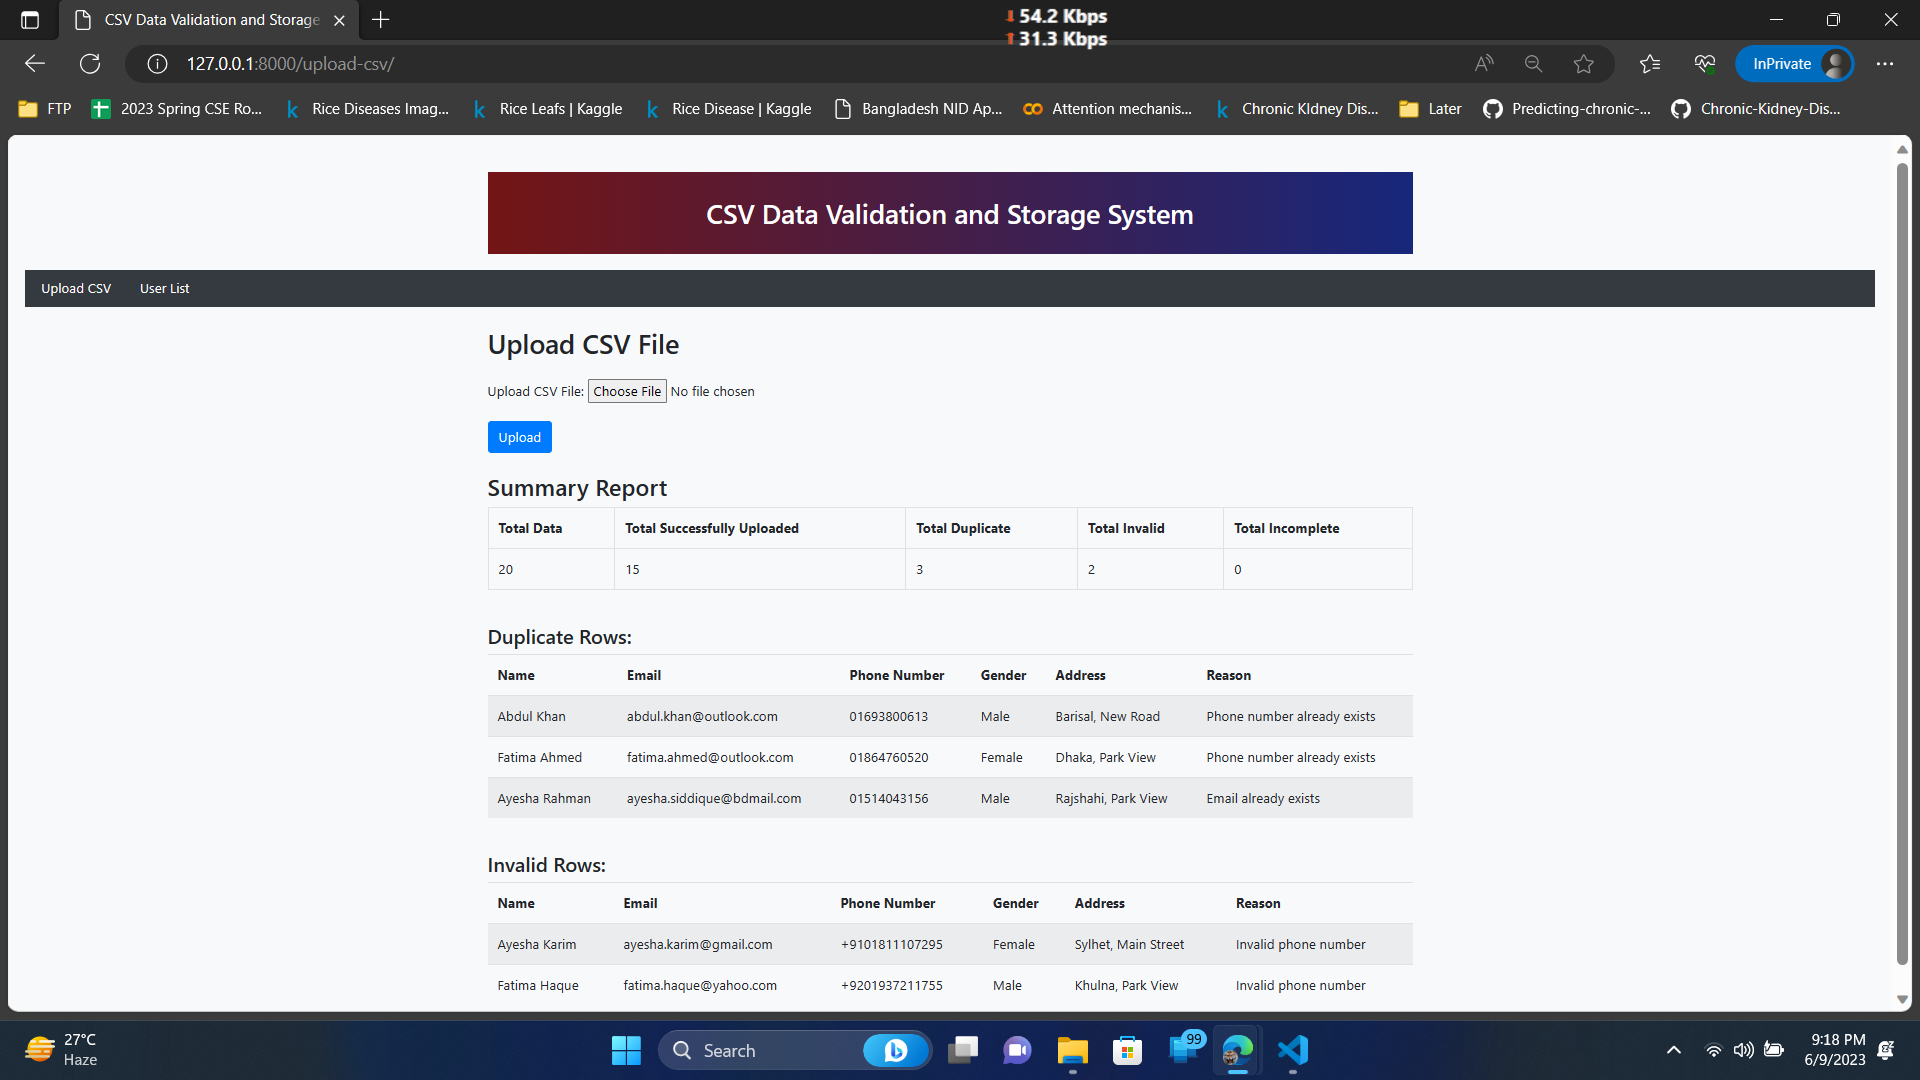 CSV Data Validation and Storage
54.2 Kbps
31.3 Kbps
127.0.0.1:8000/upload-csv/
InPrivate
FTP
2023 Spring CSE Ro...
Rice Diseases Imag...
Rice Leafs | Kaggle
Rice Disease | Kaggle
Bangladesh NID Ap...
Attention mechanis...
Chronic KIdney Dis...
Later
Predicting-chronic-...
Chronic-Kidney-Dis...
CSV Data Validation and Storage System
Upload CSV User List
Upload CSV File
Upload CSV File: Choose File No file chosen
Upload
Summary Report
Total Data Total Successfully Uploaded Total Duplicate Total Invalid Total Incomplete
20 15 3 2 0
Duplicate Rows:
Name Email Phone Number Gender Address Reason
Abdul Khan abdul.khan@outlook.com 01693800613 Male Barisal, New Road Phone number already exists
Fatima Ahmed fatima.ahmed@outlook.com 01864760520 Female Dhaka, Park View Phone number already exists
Ayesha Rahman ayesha.siddique@bdmail.com 01514043156 Male Rajshahi, Park View Email already exists
Invalid Rows:
Name Email Phone Number Gender Address Reason
Ayesha Karim ayesha.karim@gmail.com +9101811107295 Female Sylhet, Main Street Invalid phone number
Fatima Haque fatima.haque@yahoo.com +9201937211755 Male Khulna, Park View Invalid phone number
27°C
Haze
Search
99
9:18 PM
6/9/2023